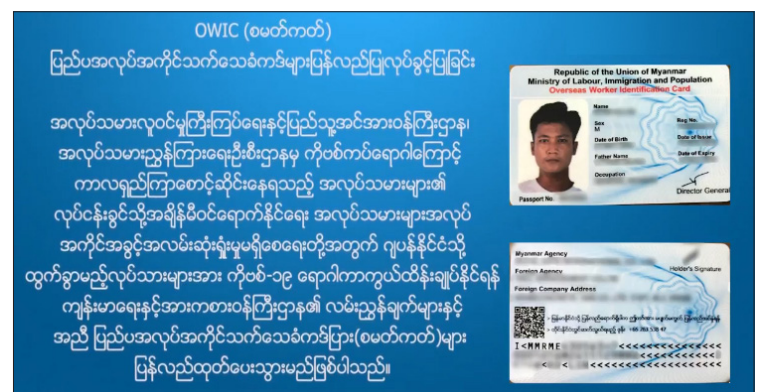 OWIC (စမတ်ကတ်)
ပြည်ပအလုပ်အကိုင်သက်သေခံကဒ်များပြန်လည်ပြုလုပ်ခွင့်ပြုခြင်း
အလုပ်သမားလူဝင်မှုကြီးကြပ်ရေးနှင့်ပြည်သူ့အင်အားဝန်ကြီးဌာန၊
အလုပ်သမားညွှန်ကြားရေးဦးစီးဌာနမှ ကိုဗစ်ကပ်ရောဂါကြောင့်
ကာလရှည်ကြာစောင့်ဆိုင်းနေရသည့် အလုပ်သမားများ၏
လုပ်ငန်းခွင်သို့အချိန်မီဝင်ရောက်နိုင်ရေး အလုပ်သမားများအလုပ်
အကိုင်အခွင့်အလမ်းဆုံးရှုံးမှုမရှိစေရေးတို့အတွက် ဂျပန်နိုင်ငံသို့
ထွက်ခွာမည့်လုပ်သားများအား ကိုဗစ်-၁၉ ရောဂါကာကွယ်ထိန်းချုပ်နိုင်ရန်
ကျန်းမာရေးနှင့်အားကစားဝန်ကြီးဌာန၏ လမ်းညွှန်ချက်များနှင့်
အညီ ပြည်ပအလုပ်အကိုင်သက်သေခံကဒ်ပြား(စမတ်ကတ်)များ
ပြန်လည်ထုတ်ပေးသွားမည်ဖြစ်ပါသည်။
Republic of the Union of Myanmar
Ministry of Labour, Immigration and Population
Overseas Worker Identification Card
Name
Sex Reg No.
M
Date of Birth Date of Issue
Father Name Date of Expiry
Occupation
Director General
Passport No.
Myanmar Agency
Foreign Agency Holder's Signature
Foreign Company Address
I<MMRME <<<<<<<<<<<<<<<